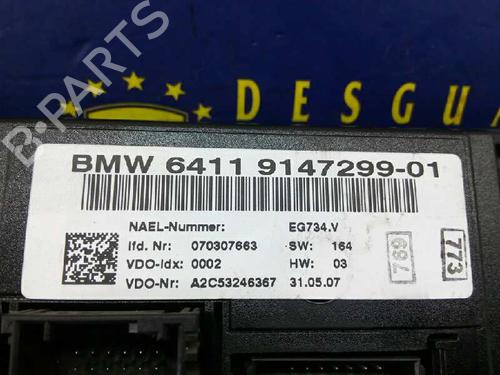 B-PARTS
DESGUA
BMW 6411 9147299-01
NAEL-Nummer: EG734.V
lfd. Nr: 070307663 SW: 164
VDO-Idx: 0002 HW: 03
VDO-Nr: A2C53246367 31.05.07
769
773